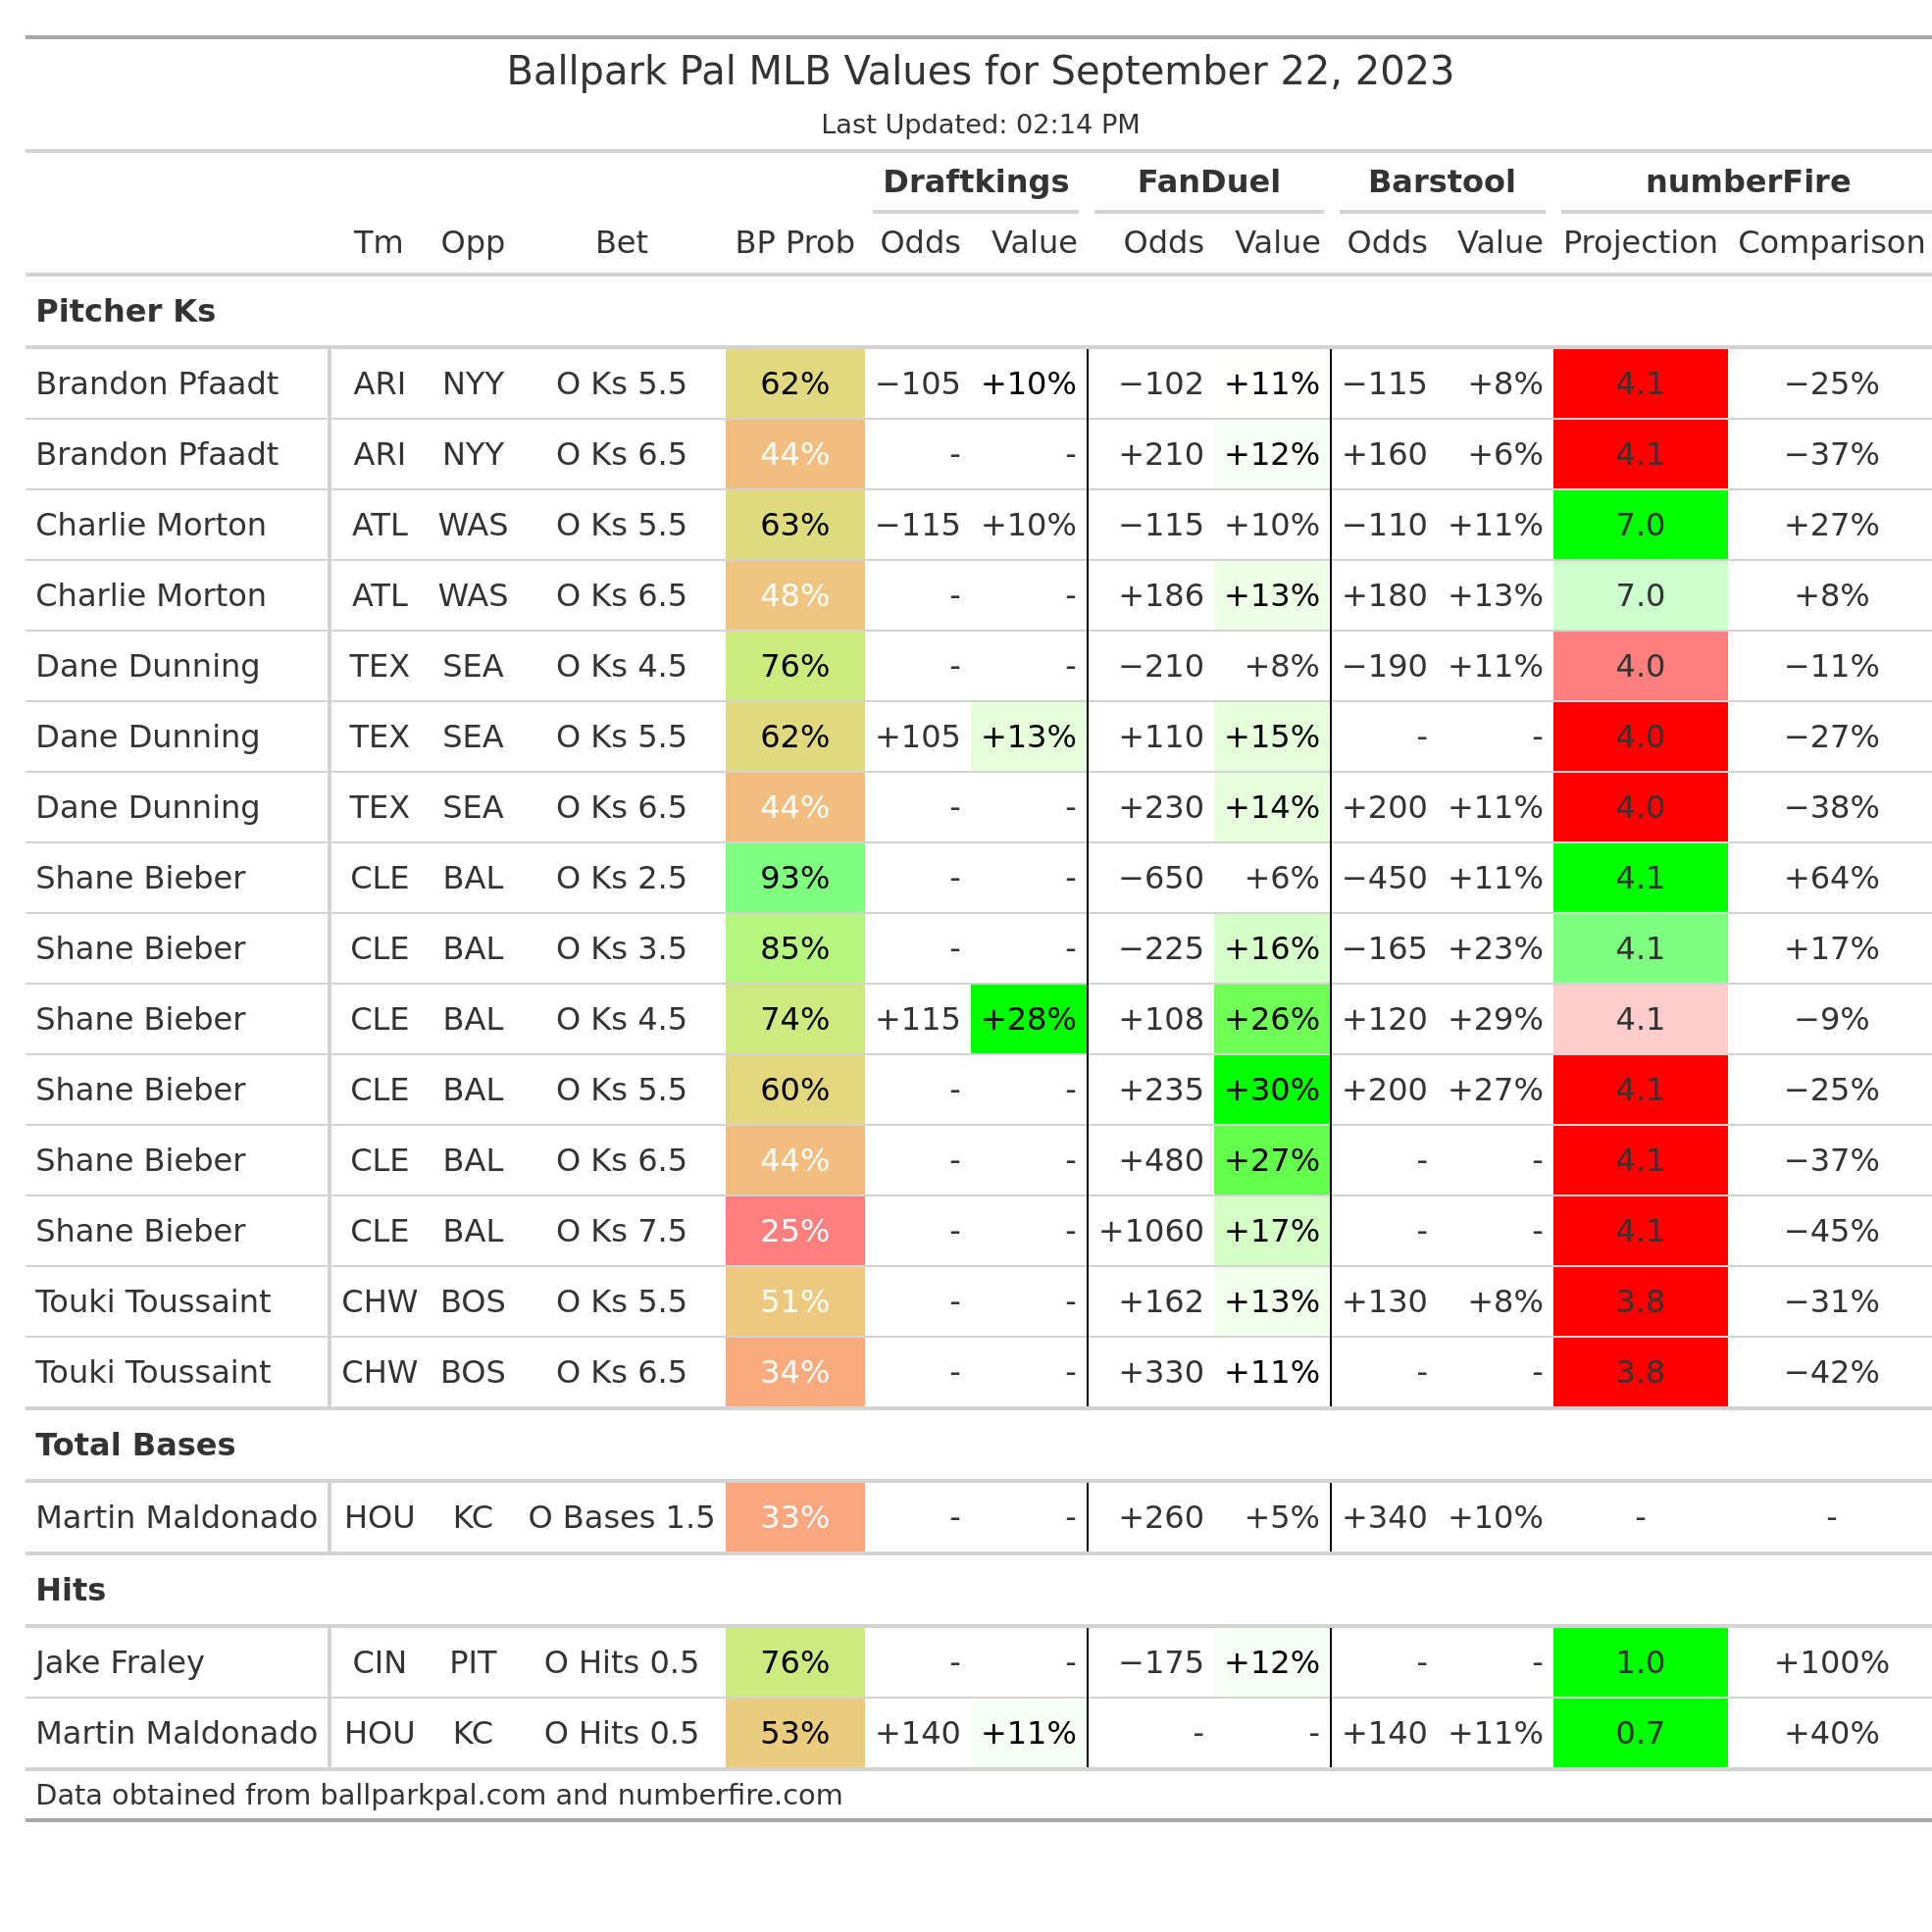 Ballpark Pal MLB Values for September 22, 2023
Last Updated: 02:14 PM
Draftkings FanDuel Barstool numberFire
Tm Opp Bet BP Prob Odds Value Odds Value Odds Value Projection Comparison
Pitcher Ks
Brandon Pfaadt ARI NYY O Ks 5.5 62% −105 +10% −102 +11% −115 +8% 4.1 −25%
Brandon Pfaadt ARI NYY O Ks 6.5 44% - - +210 +12% +160 +6% 4.1 −37%
Charlie Morton ATL WAS O Ks 5.5 63% −115 +10% −115 +10% −110 +11% 7.0 +27%
Charlie Morton ATL WAS O Ks 6.5 48% - - +186 +13% +180 +13% 7.0 +8%
Dane Dunning TEX SEA O Ks 4.5 76% - - −210 +8% −190 +11% 4.0 −11%
Dane Dunning TEX SEA O Ks 5.5 62% +105 +13% +110 +15% - - 4.0 −27%
Dane Dunning TEX SEA O Ks 6.5 44% - - +230 +14% +200 +11% 4.0 −38%
Shane Bieber CLE BAL O Ks 2.5 93% - - −650 +6% −450 +11% 4.1 +64%
Shane Bieber CLE BAL O Ks 3.5 85% - - −225 +16% −165 +23% 4.1 +17%
Shane Bieber CLE BAL O Ks 4.5 74% +115 +28% +108 +26% +120 +29% 4.1 −9%
Shane Bieber CLE BAL O Ks 5.5 60% - - +235 +30% +200 +27% 4.1 −25%
Shane Bieber CLE BAL O Ks 6.5 44% - - +480 +27% - - 4.1 −37%
Shane Bieber CLE BAL O Ks 7.5 25% - - +1060 +17% - - 4.1 −45%
Touki Toussaint CHW BOS O Ks 5.5 51% - - +162 +13% +130 +8% 3.8 −31%
Touki Toussaint CHW BOS O Ks 6.5 34% - - +330 +11% - - 3.8 −42%
Total Bases
Martin Maldonado HOU KC O Bases 1.5 33% - - +260 +5% +340 +10% - -
Hits
Jake Fraley CIN PIT O Hits 0.5 76% - - −175 +12% - - 1.0 +100%
Martin Maldonado HOU KC O Hits 0.5 53% +140 +11% - - +140 +11% 0.7 +40%
Data obtained from ballparkpal.com and numberfire.com